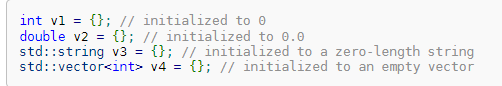 int v1 = {}; // initialized to 0
double v2 = {}; // initialized to 0.0
std::string v3 = {}; // initialized to a zero-length string
std::vector<int> v4 = {}; // initialized to an empty vector